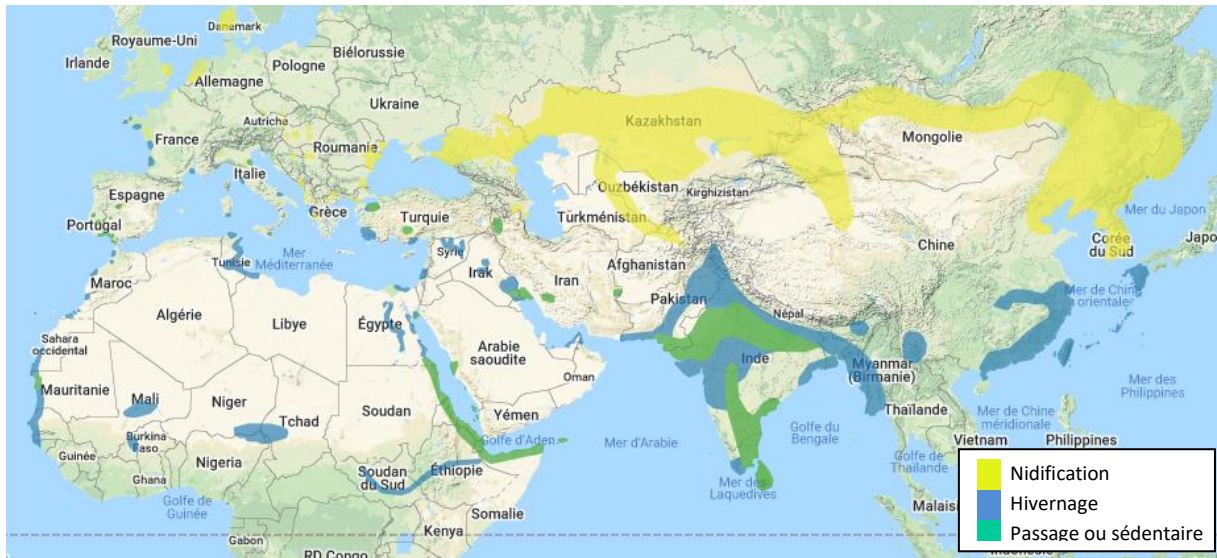 Danemark
Royaume-Uni
Irlande
Biélorussie
Pologne
Allemagne
Ukraine
Autriche
France
Roumanie
Kazakhstan
Mongolie
Italie
Ouzbékistan
Kirghizistan
Espagne
Portugal
Grèce
Turquie
Turkménistan
Mer du Japon
Chine
Corée
du Sud
Japo
Mer
Méditerranée
Tunisie
Syrie
Irak
Iran
Afghanistan
Maroc
Pakistan
Mer de Chine
orientale
Algérie
Libye
Égypte
Népal
Sahara
occidental
Arabie
saoudite
Inde
Myanmar
(Birmanie)
Oman
Mauritanie
Mali
Niger
Tchad
Soudan
Yémen
Mer des
Philippines
Thaïlande
Mer de Chine
méridionale
Burkina
Faso
Golfe d'Aden
Mer d'Arabie
Golfe du
Bengale
Guinée
Nigeria
Ghana
Soudan
du Sud
Éthiopie
Vietnam
Philippines
Golfe de
Thaïlande
Mer des
Laquedives
Golfe de
Guinée
Somalie
Malaisi
Kenya
Gabon
RD Congo
Nidification
Hivernage
Passage ou sédentaire